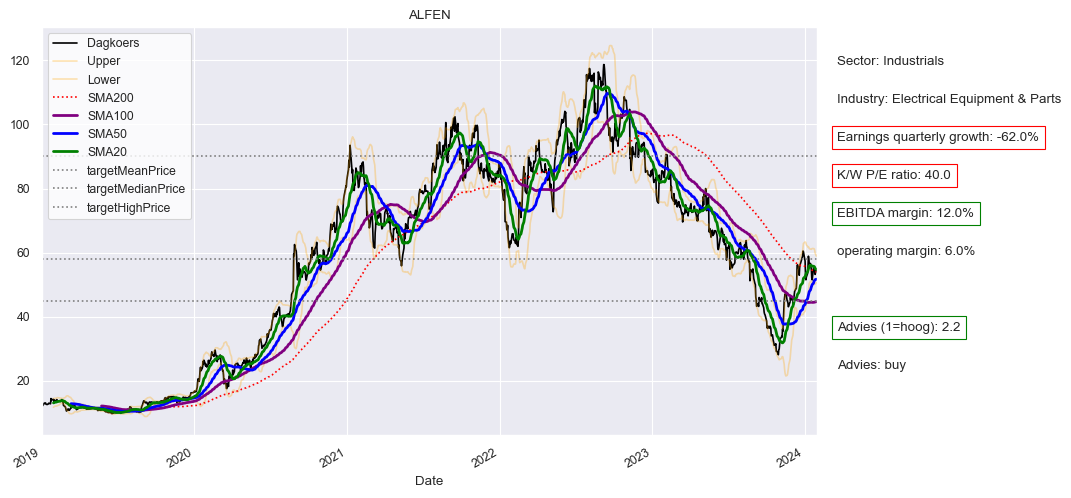 ALFEN
120
100
80
60
40
20
Dagkoers
Upper
Lower
SMA200
SMA100
SMA50
SMA20
targetMeanPrice
targetMedianPrice
targetHighPrice
2019
2020
2021
2022
2023
2024
Date
Sector: Industrials
Industry: Electrical Equipment & Parts
Earnings quarterly growth: -62.0%
K/W P/E ratio: 40.0
EBITDA margin: 12.0%
operating margin: 6.0%
Advies (1=hoog): 2.2
Advies: buy